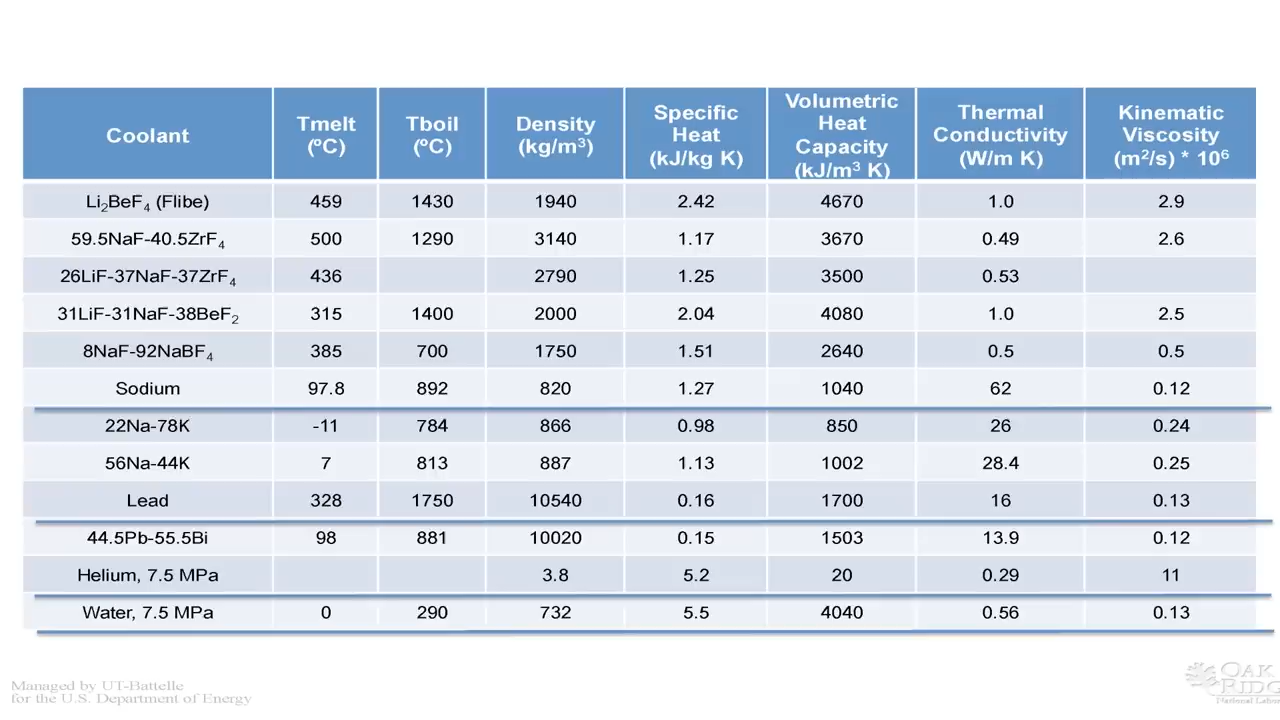 Coolant Tmelt (ºC) Tboil (ºC) Density (kg/m³) Specific Heat (kJ/kg K) Volumetric Heat Capacity (kJ/m³ K) Thermal Conductivity (W/m K) Kinematic Viscosity (m²/s) * 10⁶
Li₂BeF₄ (Flibe) 459 1430 1940 2.42 4670 1.0 2.9
59.5NaF-40.5ZrF₄ 500 1290 3140 1.17 3670 0.49 2.6
26LiF-37NaF-37ZrF₄ 436 2790 1.25 3500 0.53
31LiF-31NaF-38BeF₂ 315 1400 2000 2.04 4080 1.0 2.5
8NaF-92NaBF₄ 385 700 1750 1.51 2640 0.5 0.5
Sodium 97.8 892 820 1.27 1040 62 0.12
22Na-78K -11 784 866 0.98 850 26 0.24
56Na-44K 7 813 887 1.13 1002 28.4 0.25
Lead 328 1750 10540 0.16 1700 16 0.13
44.5Pb-55.5Bi 98 881 10020 0.15 1503 13.9 0.12
Helium, 7.5 MPa 3.8 5.2 20 0.29 11
Water, 7.5 MPa 0 290 732 5.5 4040 0.56 0.13
Managed by UT-Battelle
for the U.S. Department of Energy
OAK
RIDG
National Labor